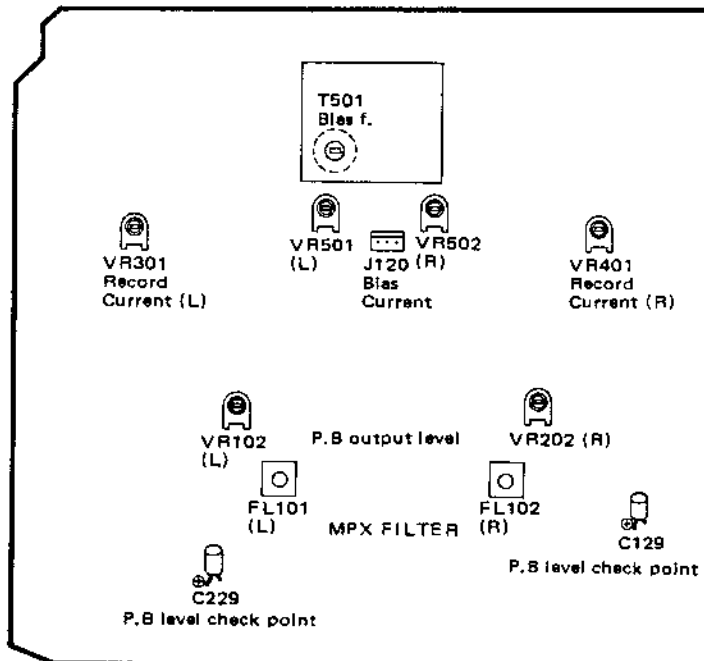 T501
Bias f.
VR501
(L)
J120
Bias
Current
VR502
(R)
VR301
Record
Current (L)
VR401
Record
Current (R)
VR102
(L)
P.B output level
VR202 (R)
FL101
(L)
MPX FILTER
FL102
(R)
C129
P.B level check point
C229
P.B level check point